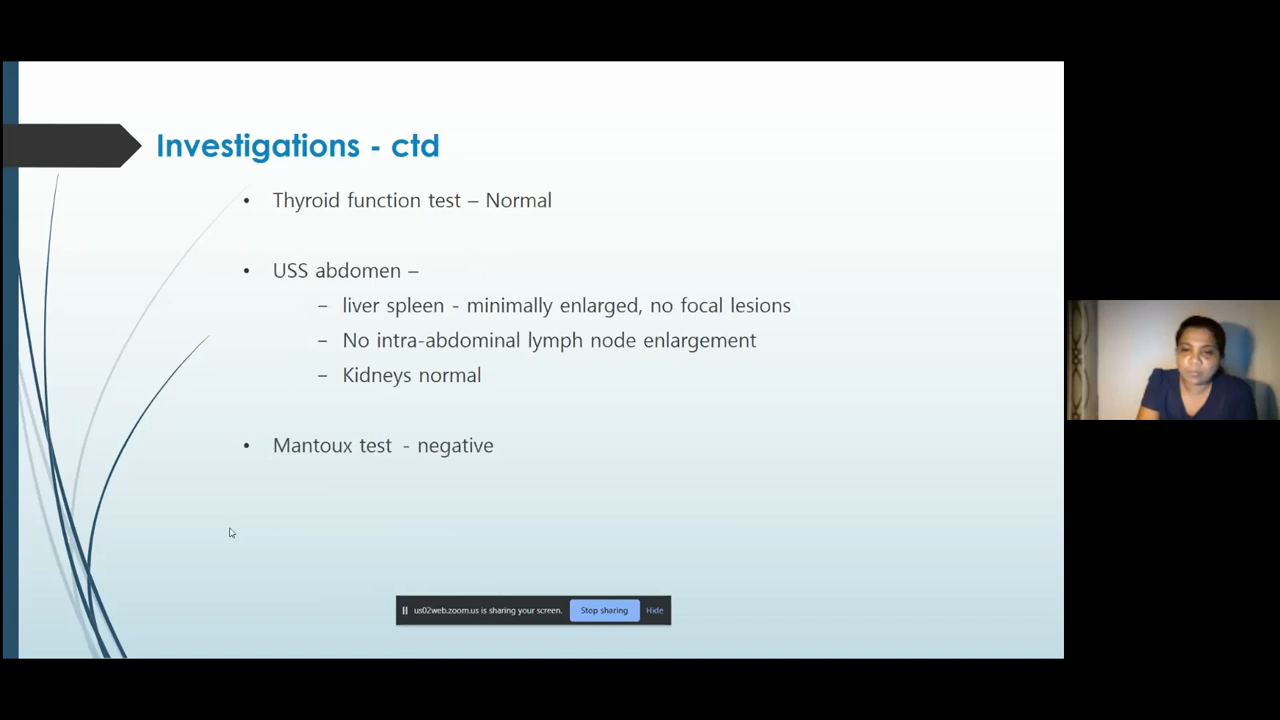 Investigations - ctd
• Thyroid function test – Normal
• USS abdomen –
– liver spleen - minimally enlarged, no focal lesions
– No intra-abdominal lymph node enlargement
– Kidneys normal
• Mantoux test - negative
us02web.zoom.us is sharing your screen. Stop sharing Hide